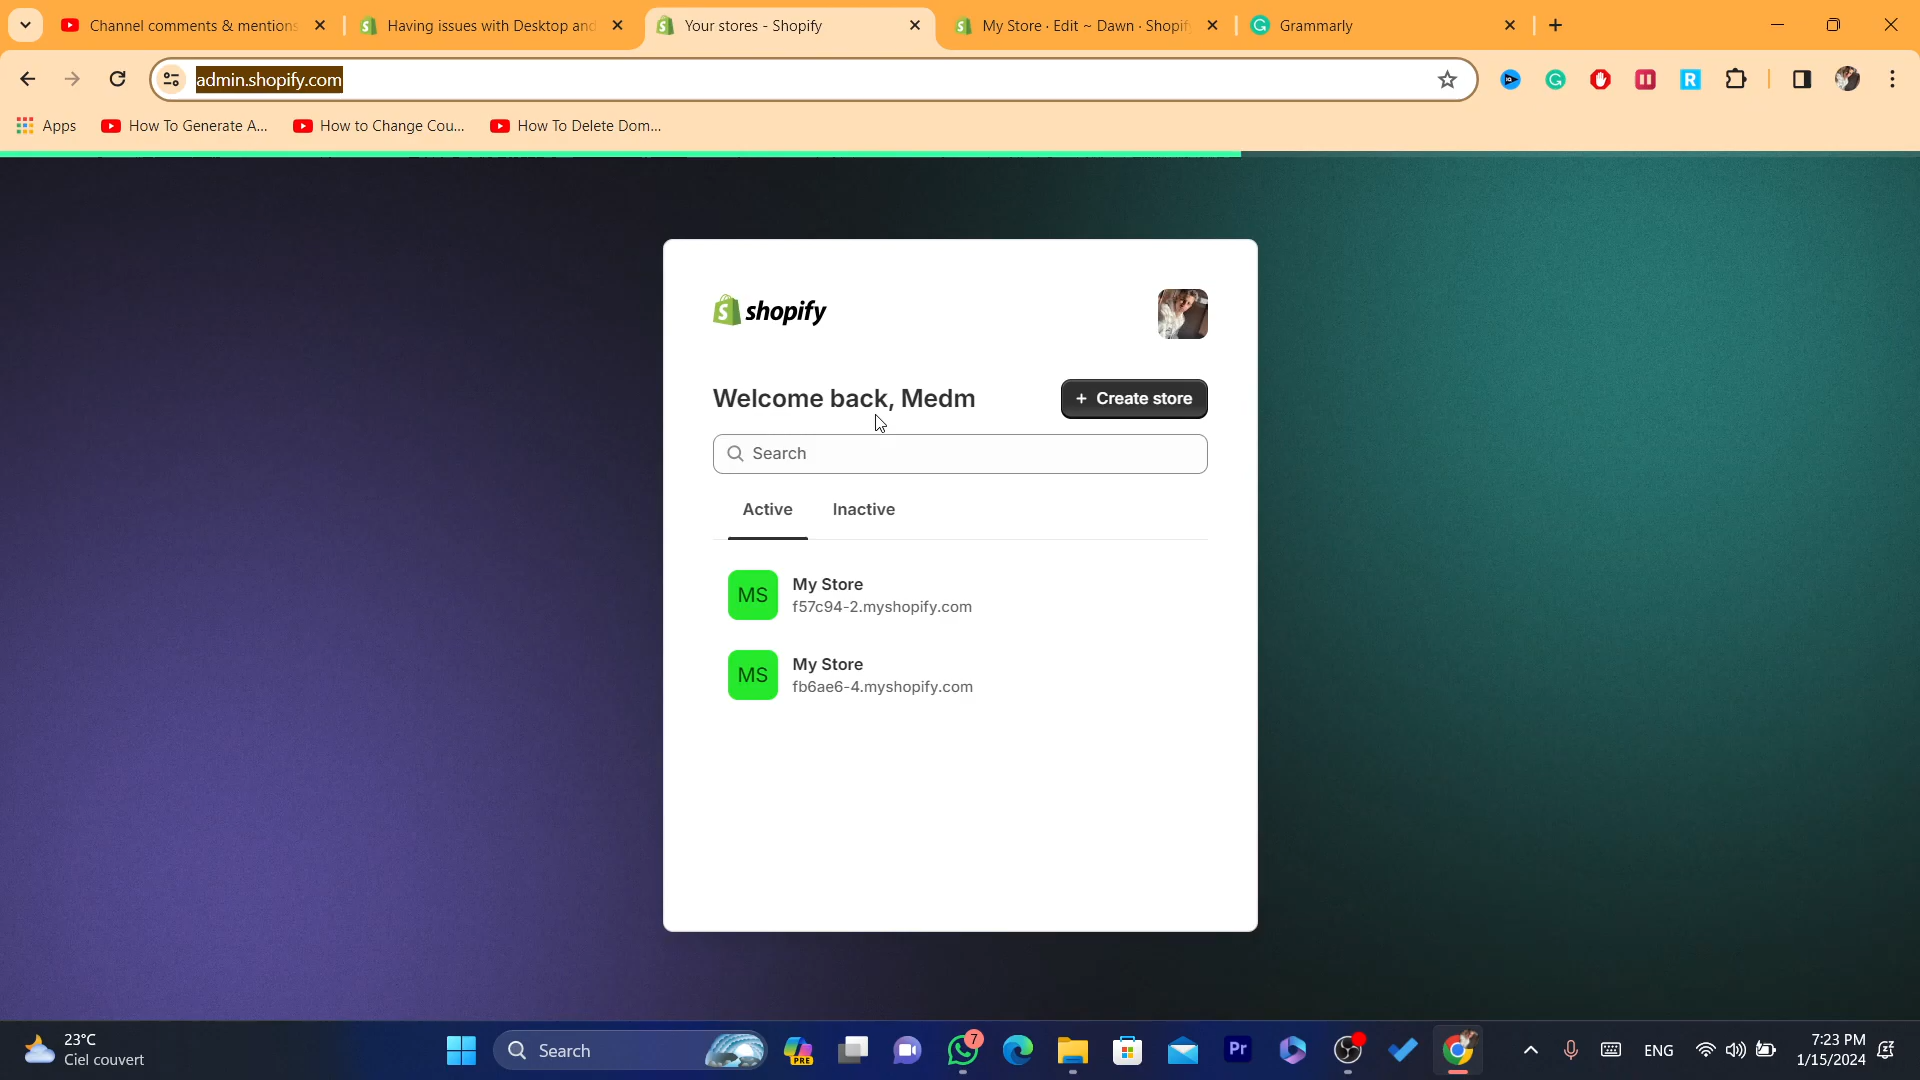 Channel comments & mentions
Having issues with Desktop and
Your stores - Shopify
My Store · Edit ~ Dawn · Shopify
Grammarly
admin.shopify.com
Apps
How To Generate A...
How to Change Cou...
How To Delete Dom...
shopify
Welcome back, Medm
+ Create store
Search
Active
Inactive
MS
My Store
f57c94-2.myshopify.com
MS
My Store
fb6ae6-4.myshopify.com
23°C
Ciel couvert
Search
PRE
7
Pr
ENG
7:23 PM
1/15/2024